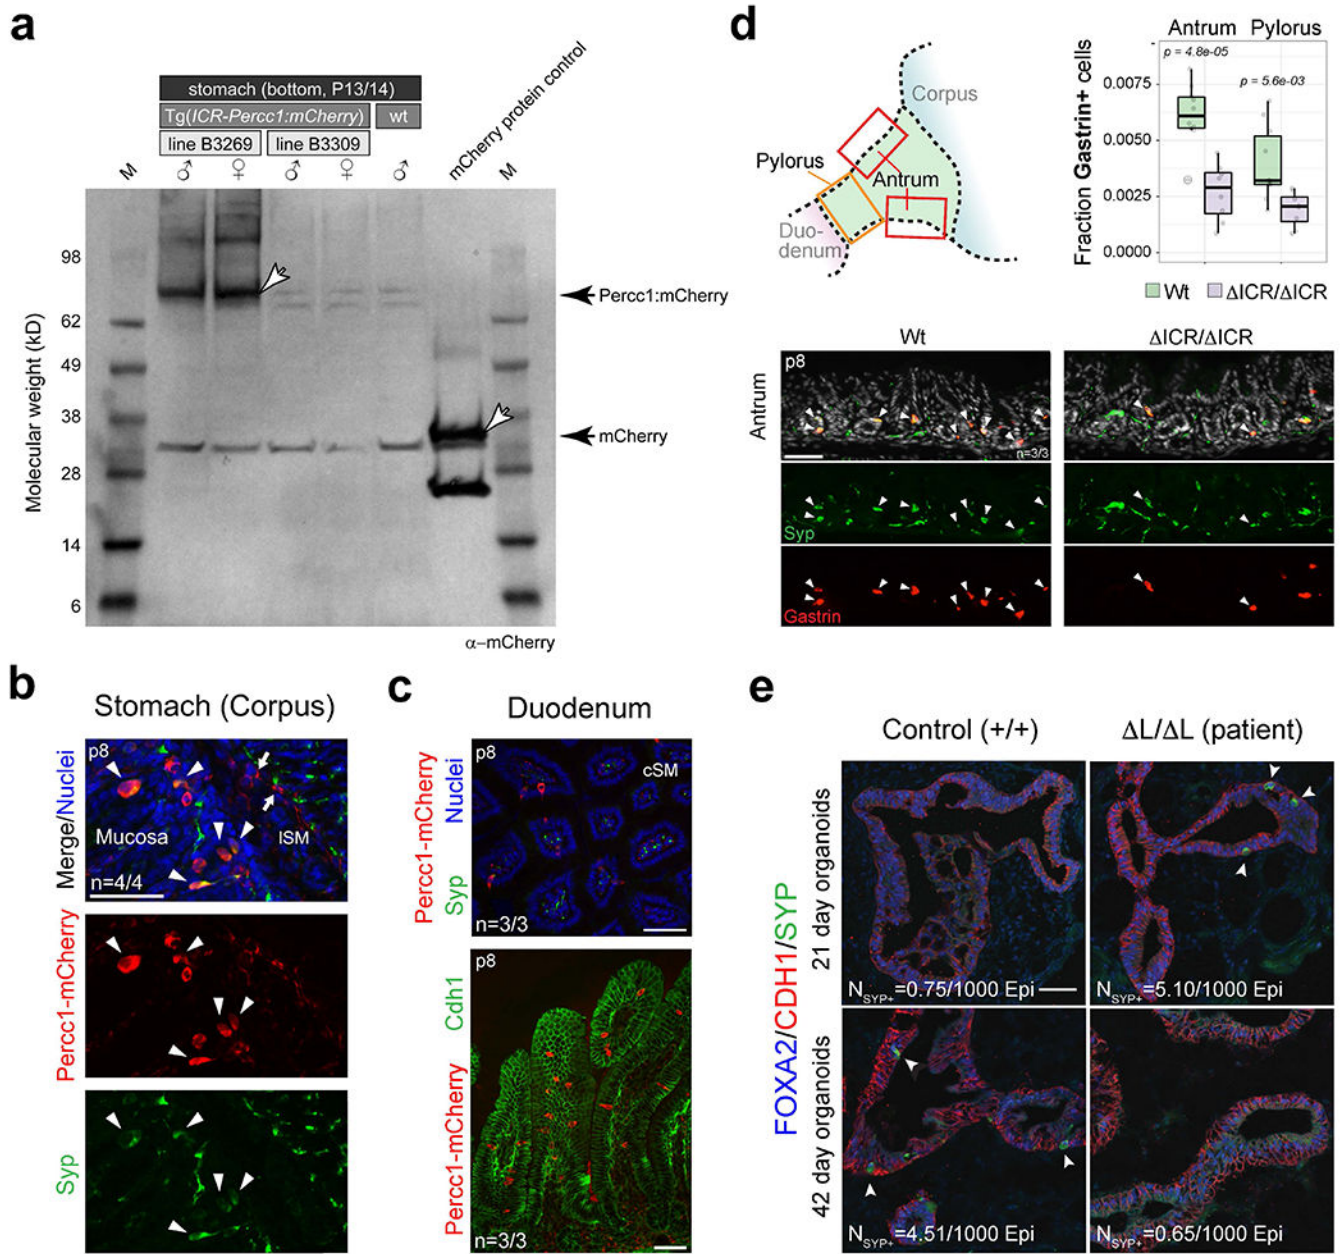 a
stomach (bottom, P13/14)
Tg(ICR-Percc1:mCherry)
wt
line B3269
line B3309
mCherry protein control
M
♂
♀
♂
♀
♂
M
Molecular weight (kD)
98
62
49
38
28
14
6
Percc1:mCherry
mCherry
α–mCherry
d
Corpus
Pylorus
Antrum
Duo-
denum
Antrum
Pylorus
p = 4.8e-05
p = 5.6e-03
Fraction Gastrin+ cells
0.0075
0.0050
0.0025
0.0000
Wt
ΔICR/ΔICR
Wt
ΔICR/ΔICR
Antrum
p8
n=3/3
Syp
Gastrin
b
Stomach (Corpus)
Merge/Nuclei
p8
Mucosa
ISM
n=4/4
Percc1-mCherry
Syp
c
Duodenum
Percc1-mCherry
Syp
Nuclei
p8
cSM
n=3/3
Percc1-mCherry
Cdh1
p8
n=3/3
e
Control (+/+)
ΔL/ΔL (patient)
FOXA2/CDH1/SYP
21 day organoids
NSYP+=0.75/1000 Epi
NSYP+=5.10/1000 Epi
42 day organoids
NSYP+=4.51/1000 Epi
NSYP+=0.65/1000 Epi